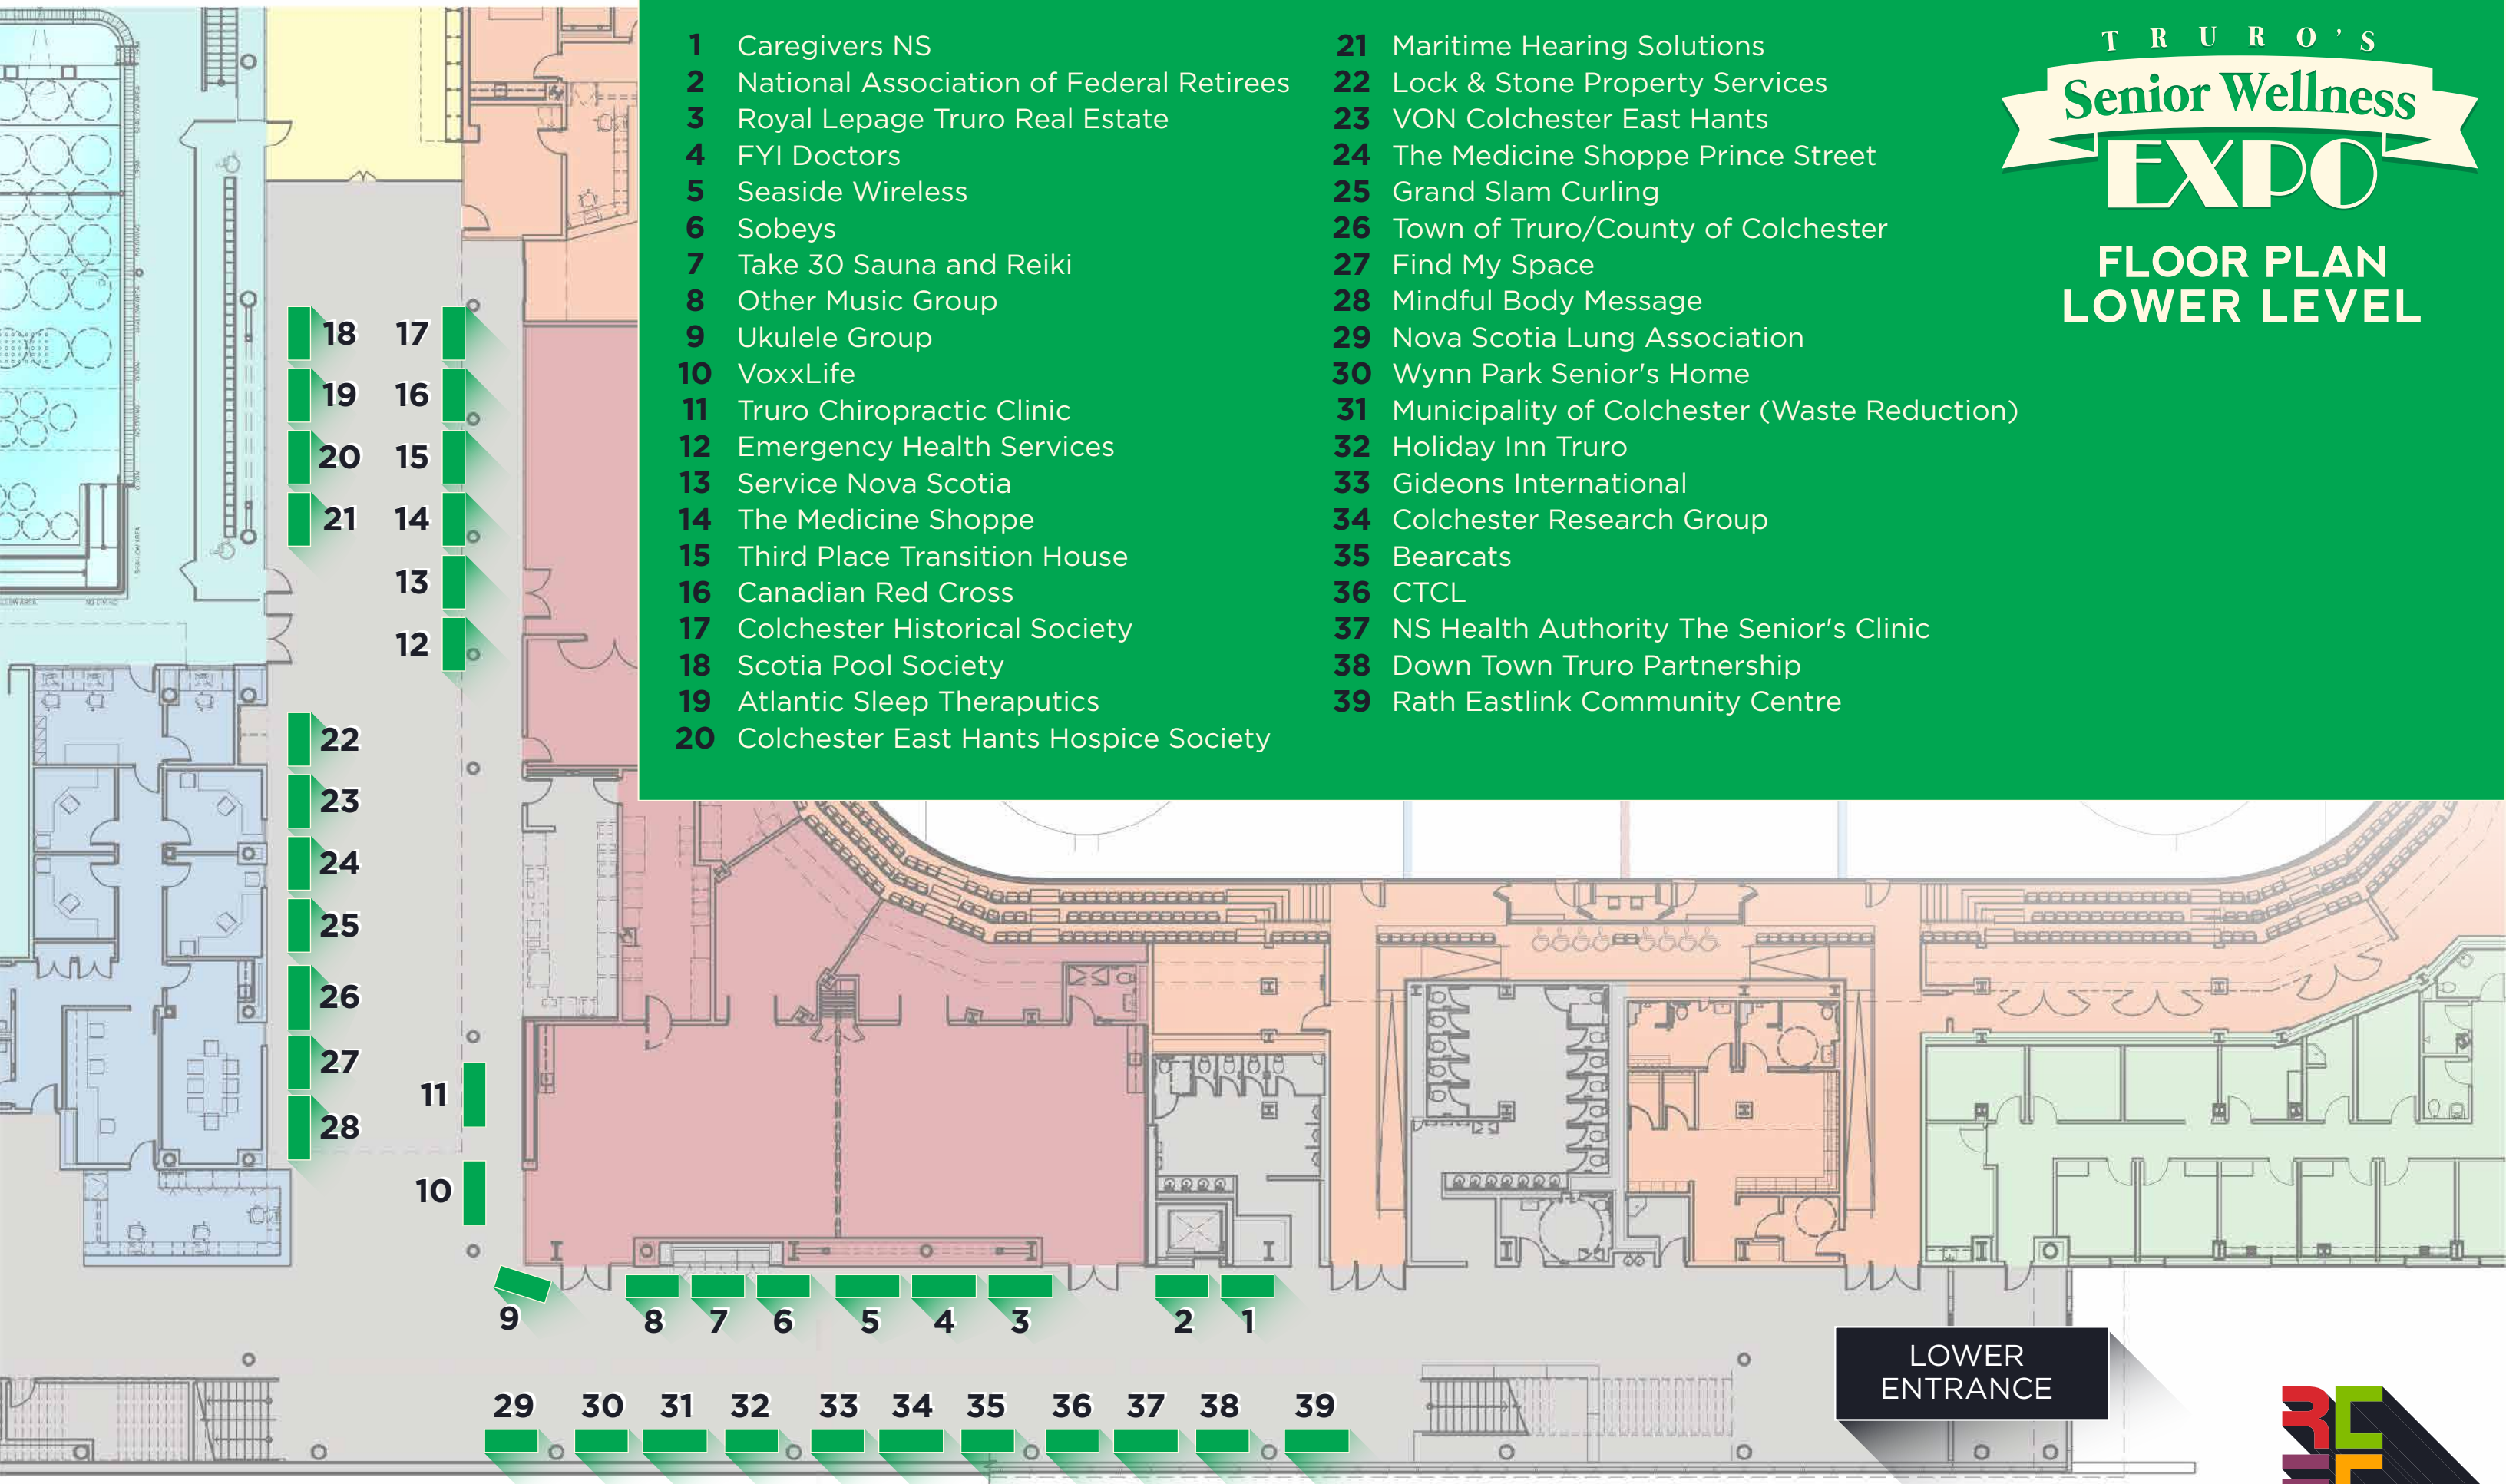 TRURO'S
Senior Wellness
EXPO
FLOOR PLAN
LOWER LEVEL
1 Caregivers NS
2 National Association of Federal Retirees
3 Royal Lepage Truro Real Estate
4 FYI Doctors
5 Seaside Wireless
6 Sobeys
7 Take 30 Sauna and Reiki
8 Other Music Group
9 Ukulele Group
10 VoxxLife
11 Truro Chiropractic Clinic
12 Emergency Health Services
13 Service Nova Scotia
14 The Medicine Shoppe
15 Third Place Transition House
16 Canadian Red Cross
17 Colchester Historical Society
18 Scotia Pool Society
19 Atlantic Sleep Theraputics
20 Colchester East Hants Hospice Society
21 Maritime Hearing Solutions
22 Lock & Stone Property Services
23 VON Colchester East Hants
24 The Medicine Shoppe Prince Street
25 Grand Slam Curling
26 Town of Truro/County of Colchester
27 Find My Space
28 Mindful Body Message
29 Nova Scotia Lung Association
30 Wynn Park Senior's Home
31 Municipality of Colchester (Waste Reduction)
32 Holiday Inn Truro
33 Gideons International
34 Colchester Research Group
35 Bearcats
36 CTCL
37 NS Health Authority The Senior's Clinic
38 Down Town Truro Partnership
39 Rath Eastlink Community Centre
18 17
19 16
20 15
21 14
13
12
22
23
24
25
26
27
11
28
10
9 8 7 6 5 4 3 2 1
LOWER
ENTRANCE
29 30 31 32 33 34 35 36 37 38 39
RC